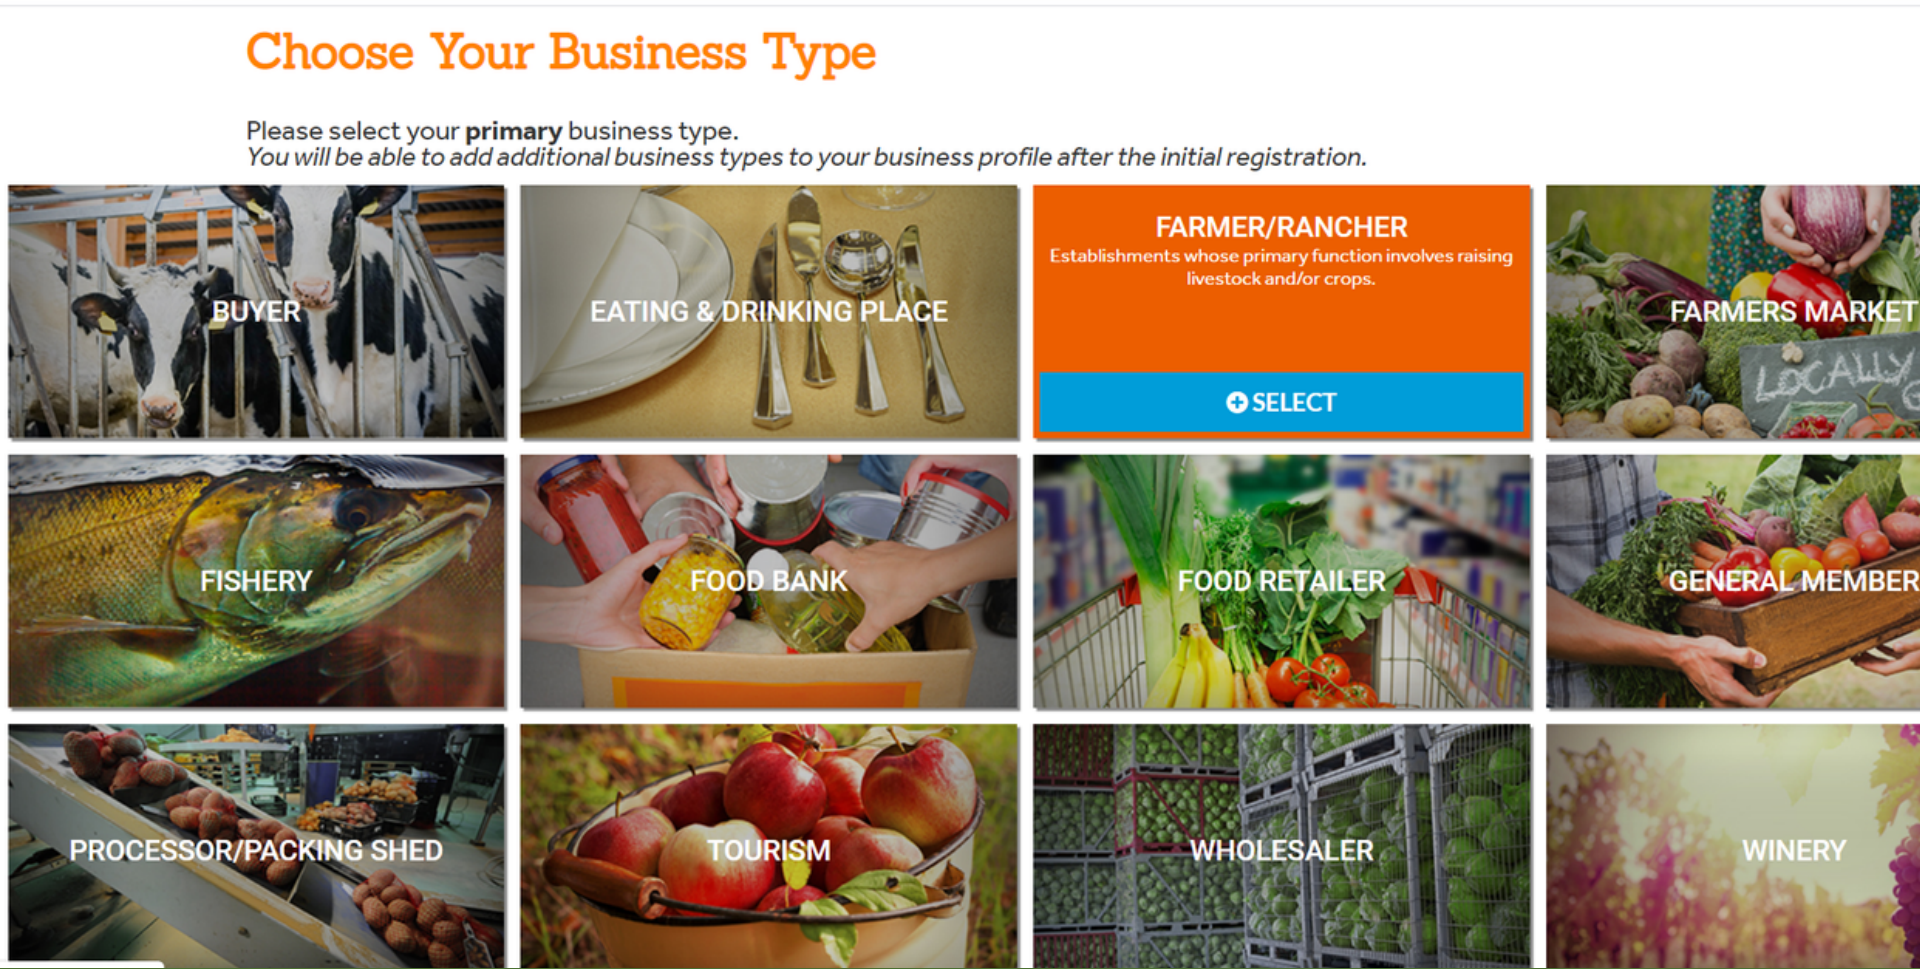 Choose Your Business Type
Please select your primary business type.
You will be able to add additional business types to your business profile after the initial registration.
BUYER
EATING & DRINKING PLACE
FARMER/RANCHER
Establishments whose primary function involves raising
livestock and/or crops.
SELECT
FARMERS MARKET
LOCALLY
FISHERY
FOOD BANK
FOOD RETAILER
GENERAL MEMBER
PROCESSOR/PACKING SHED
TOURISM
WHOLESALER
WINERY